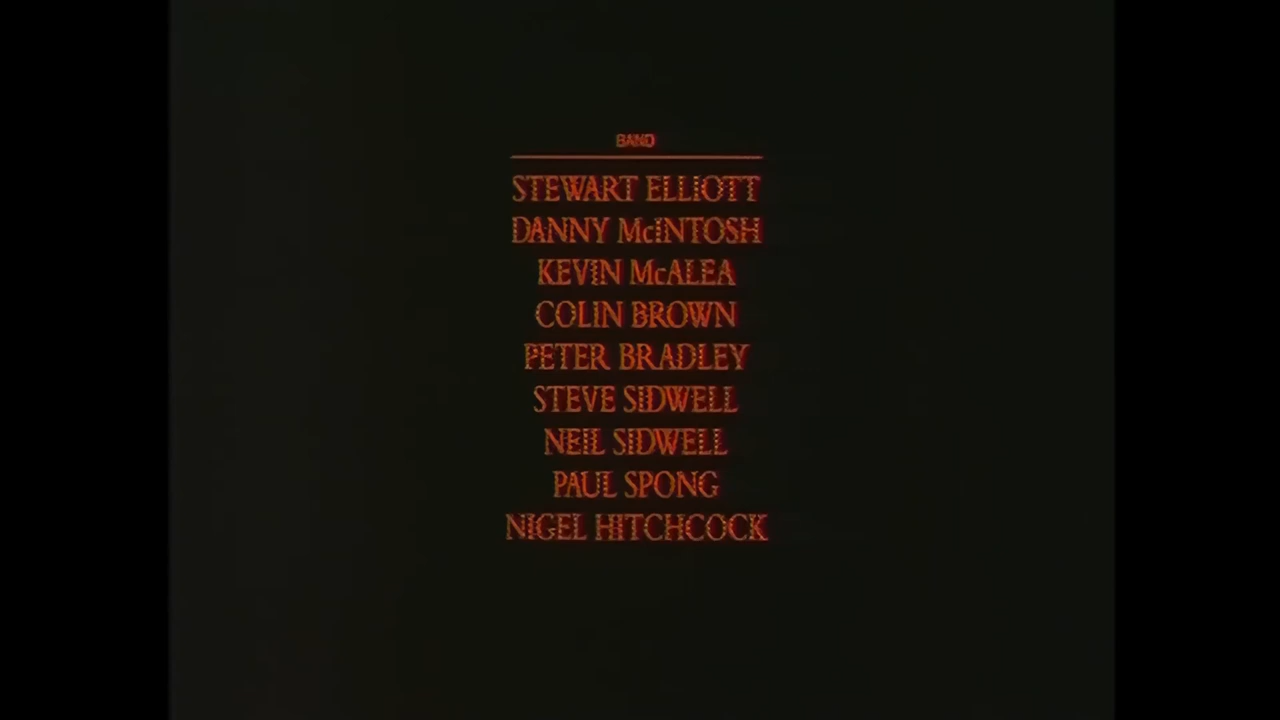 BAND
STEWART ELLIOTT
DANNY McINTOSH
KEVIN McALEA
COLIN BROWN
PETER BRADLEY
STEVE SIDWELL
NEIL SIDWELL
PAUL SPONG
NIGEL HITCHCOCK